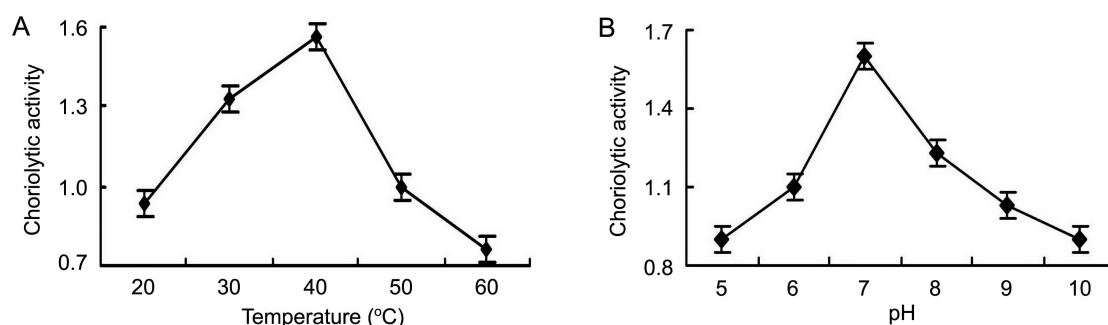 A
Choriolytic activity
1.6
1.3
1.0
0.7
20 30 40 50 60
Temperature (ºC)
B
Choriolytic activity
1.7
1.4
1.1
0.8
5 6 7 8 9 10
pH